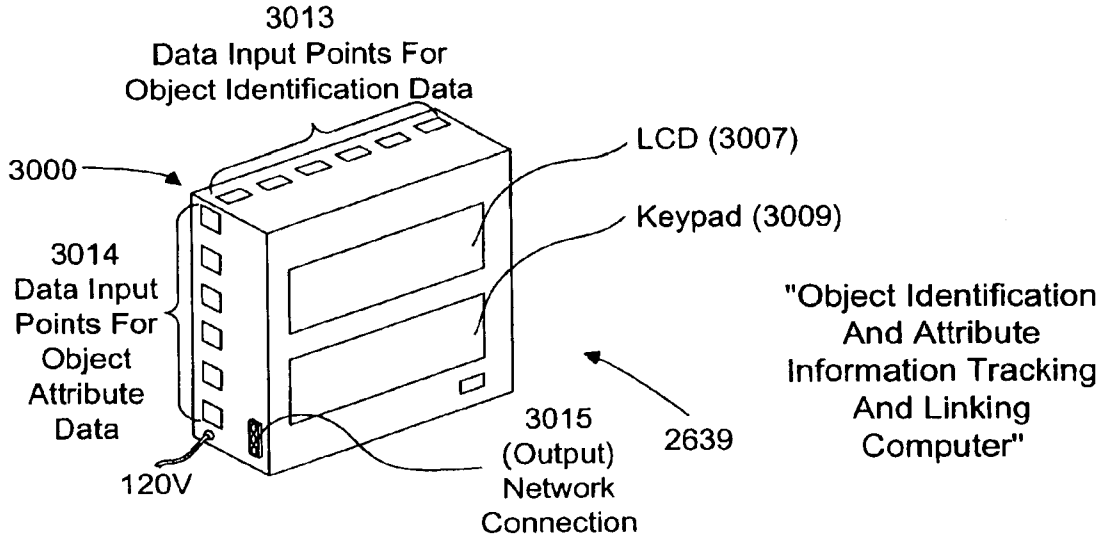 3013
Data Input Points For
Object Identification Data
LCD (3007)
3000
Keypad (3009)
3014
Data Input
Points For
Object
Attribute
Data
"Object Identification
And Attribute
Information Tracking
And Linking
Computer"
3015
(Output)
Network
Connection
2639
120V